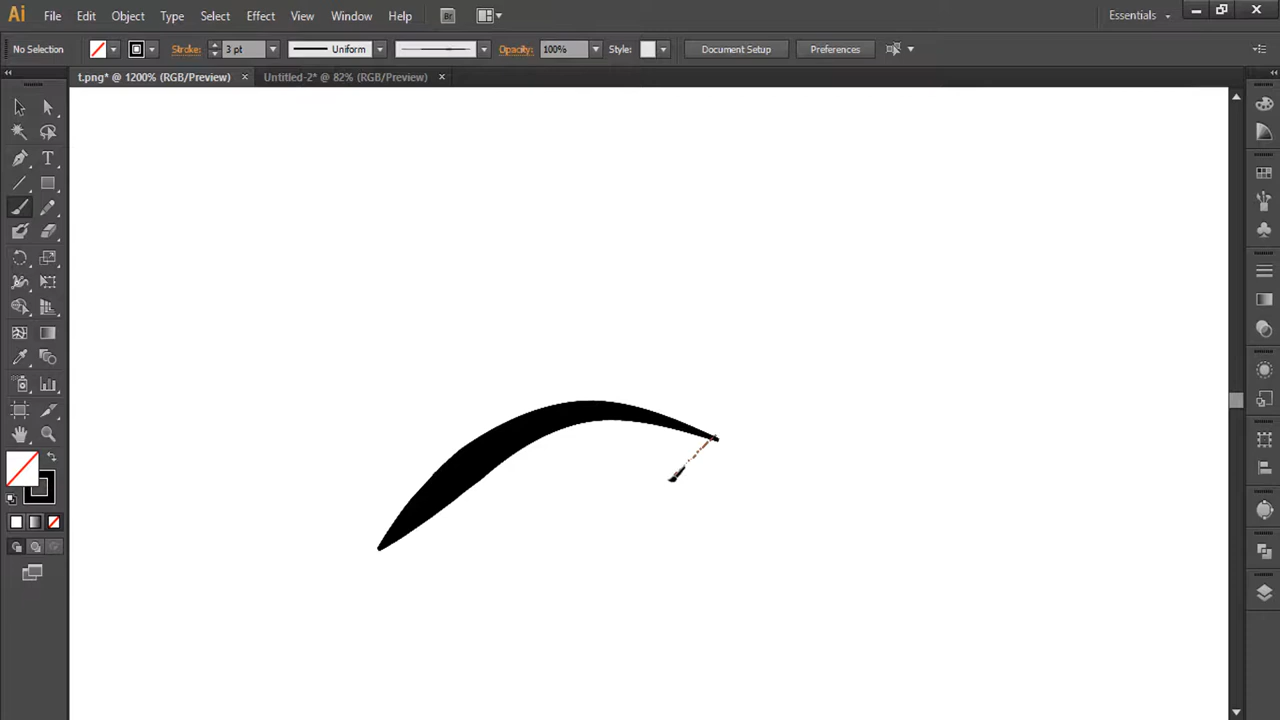 Ai File Edit Object Type Select Effect View Window Help Br Essentials
No Selection Stroke: 3 pt Uniform Opacity: 100% Style: Document Setup Preferences
t.png* @ 1200% (RGB/Preview) × Untitled-2* @ 82% (RGB/Preview) ×
T